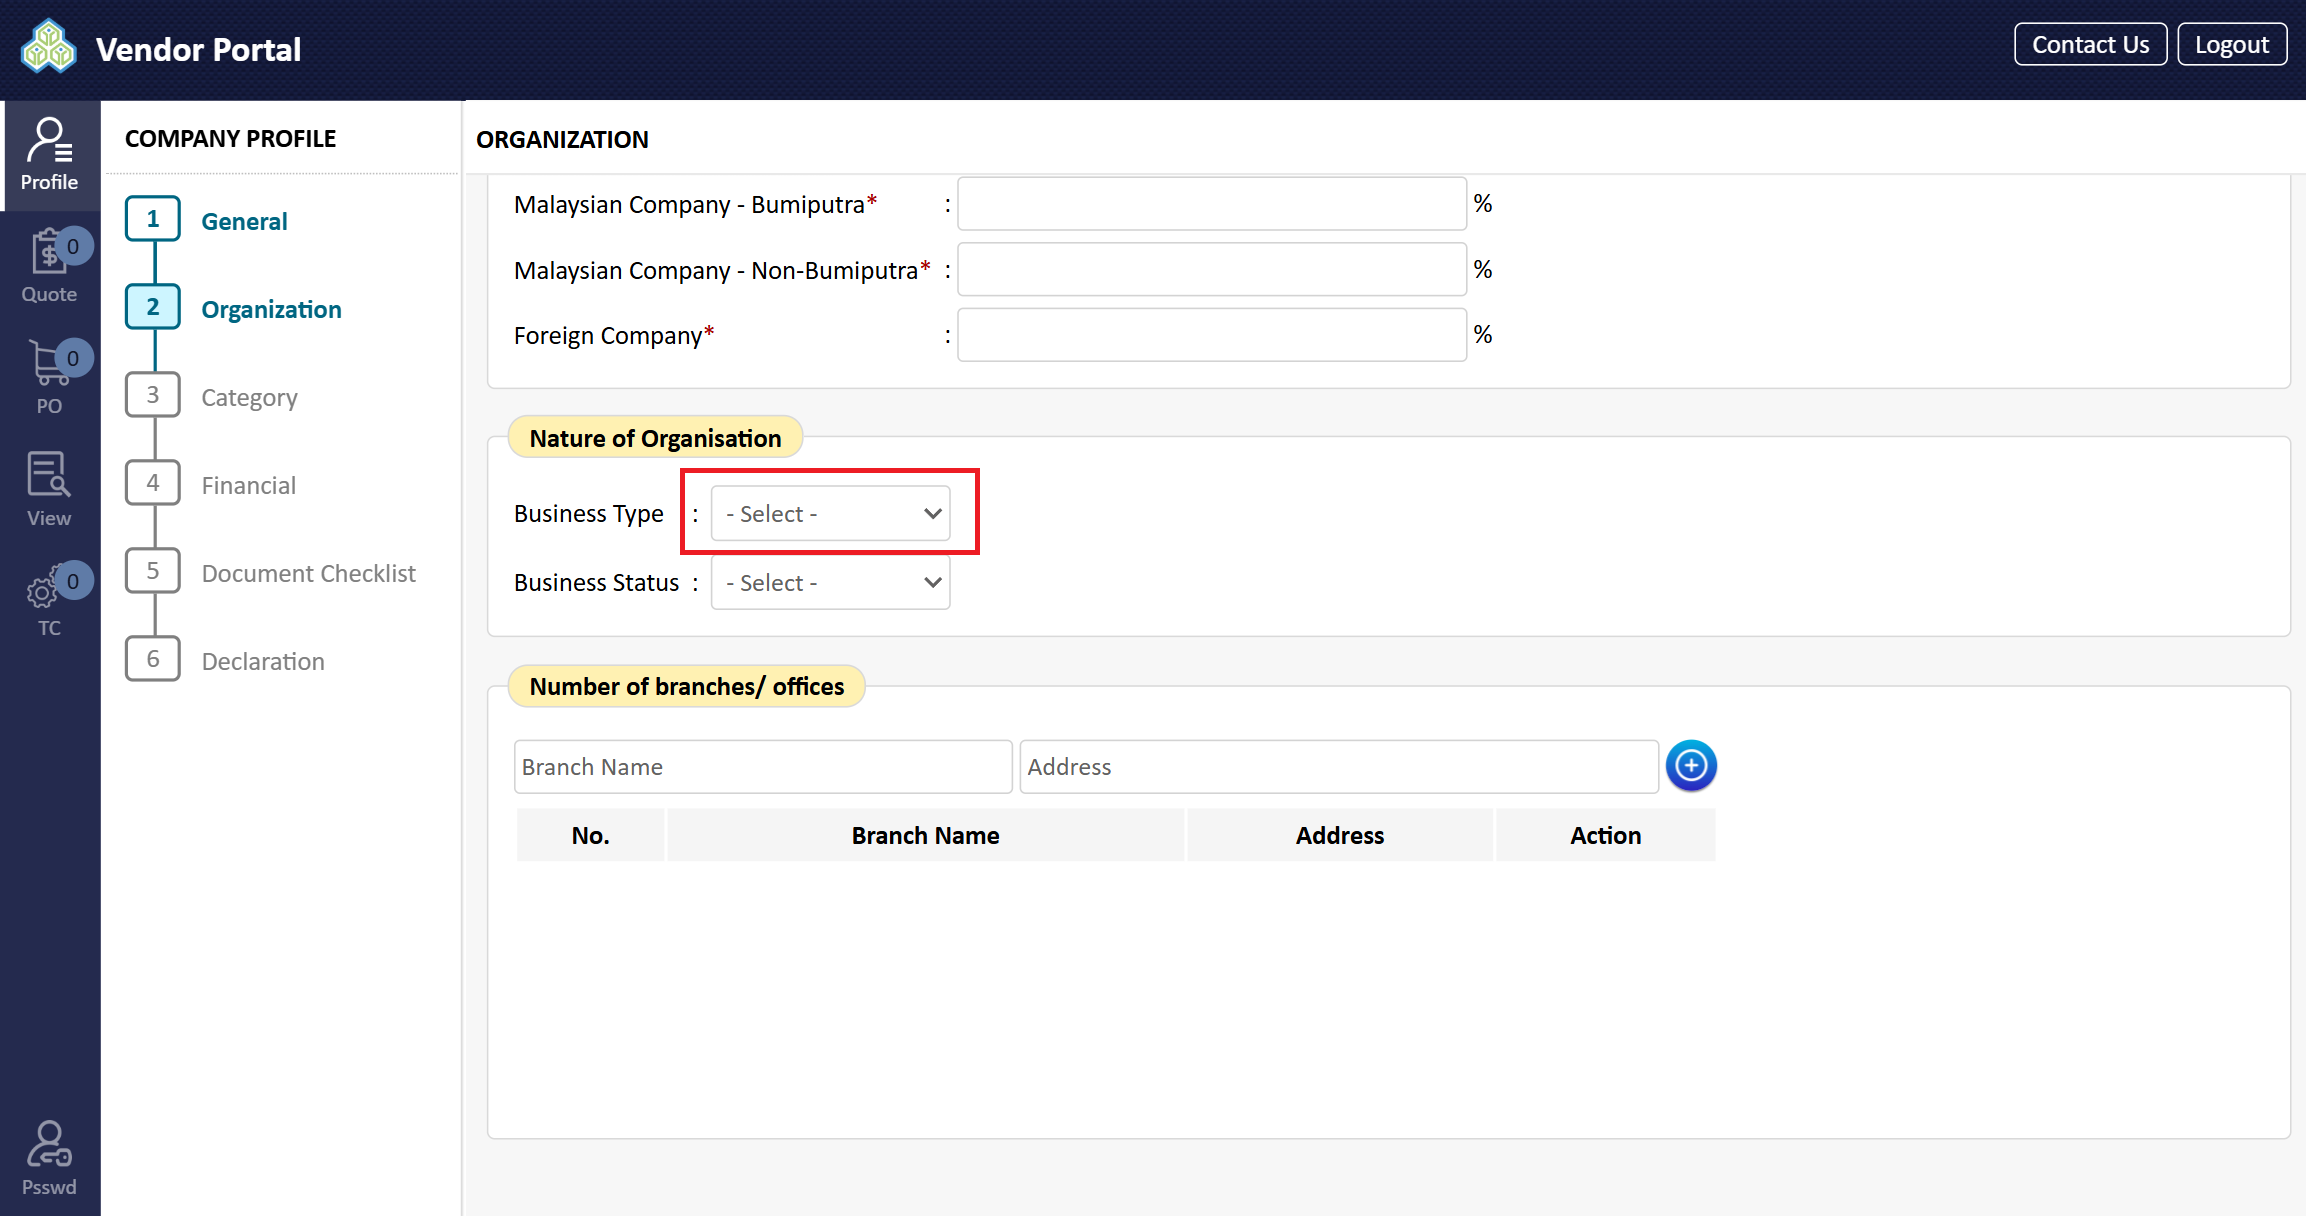 Vendor Portal
Contact Us
Logout
Profile
0
Quote
0
PO
View
0
TC
Psswd
COMPANY PROFILE
1 General
2 Organization
3 Category
4 Financial
5 Document Checklist
6 Declaration
ORGANIZATION
Malaysian Company - Bumiputra* : %
Malaysian Company - Non-Bumiputra* : %
Foreign Company* : %
Nature of Organisation
Business Type : - Select -
Business Status : - Select -
Number of branches/ offices
Branch Name Address
No. Branch Name Address Action